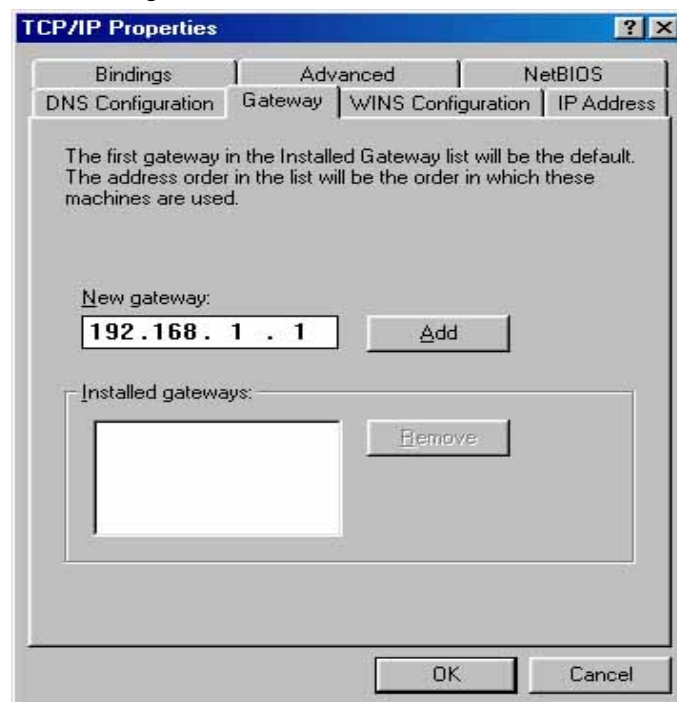 TCP/IP Properties
Bindings Advanced NetBIOS
DNS Configuration Gateway WINS Configuration IP Address
The first gateway in the Installed Gateway list will be the default.
The address order in the list will be the order in which these
machines are used.
New gateway:
192.168. 1 . 1 Add
Installed gateways:
Remove
OK Cancel